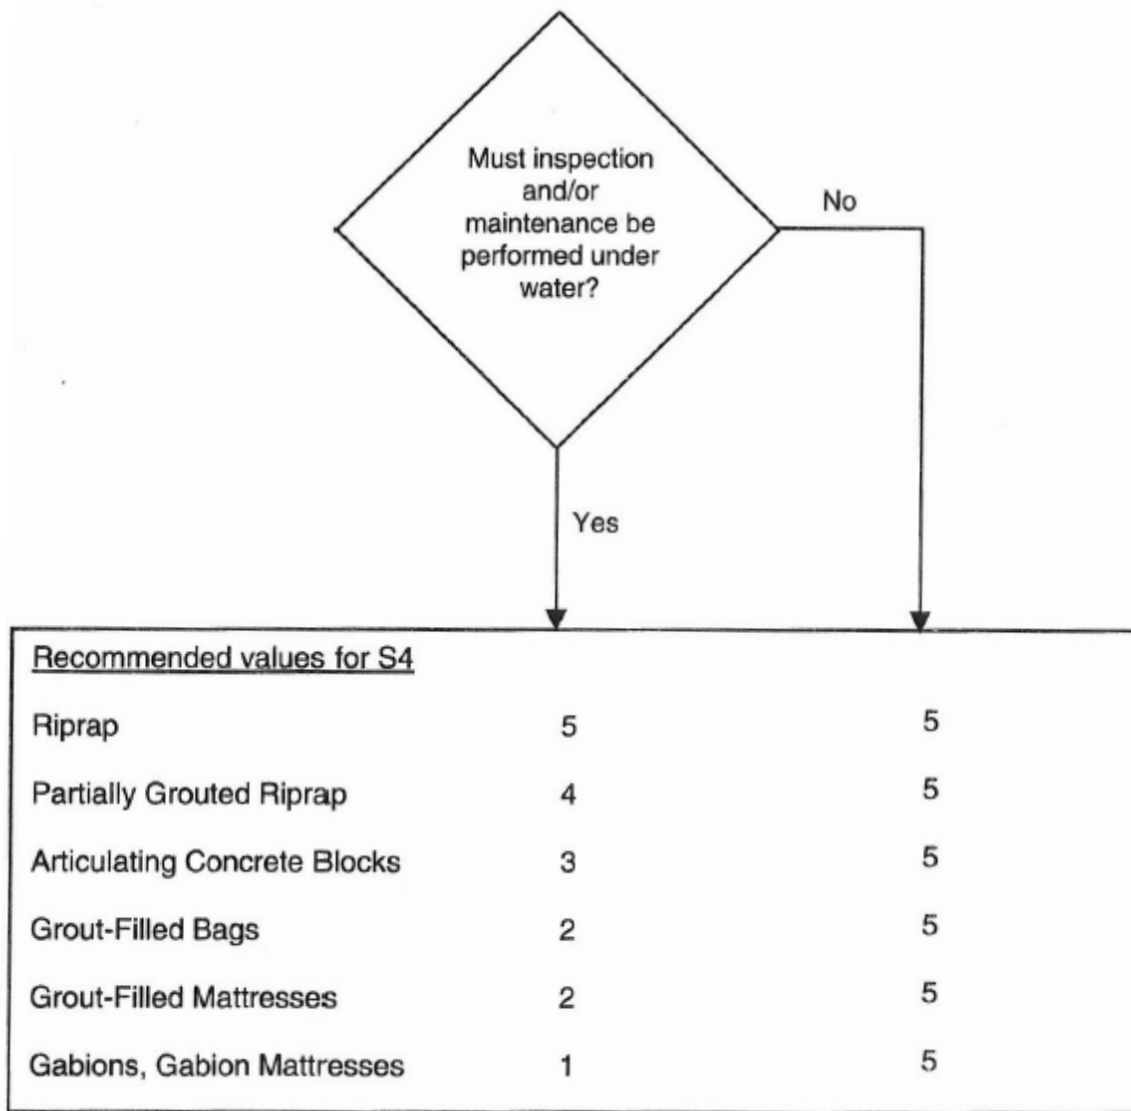 Must inspection
and/or
maintenance be
performed under
water?
No
Yes
Recommended values for S4
Riprap 5 5
Partially Grouted Riprap 4 5
Articulating Concrete Blocks 3 5
Grout-Filled Bags 2 5
Grout-Filled Mattresses 2 5
Gabions, Gabion Mattresses 1 5